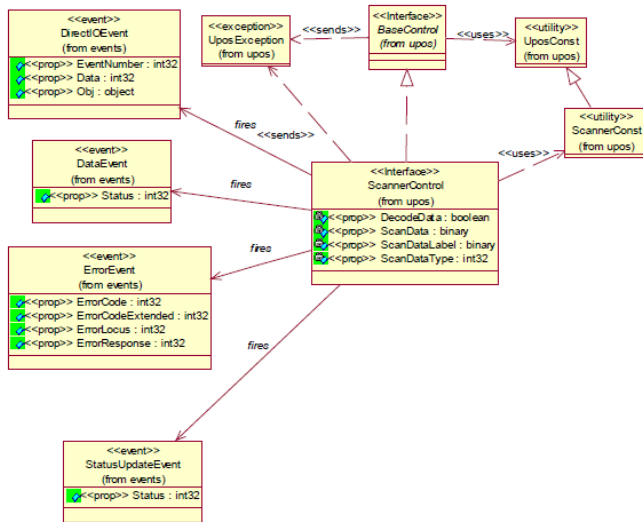 <<event>>
DirectIOEvent
(from events)
<<prop>> EventNumber : int32
<<prop>> Data : int32
<<prop>> Obj : object
<<exception>>
UposException
(from upos)
<<sends>>
<<Interface>>
BaseControl
(from upos)
<<uses>>
<<utility>>
UposConst
(from upos)
<<utility>>
ScannerConst
(from upos)
fires
<<sends>>
<<uses>>
<<event>>
DataEvent
(from events)
<<prop>> Status : int32
fires
<<Interface>>
ScannerControl
(from upos)
<<prop>> DecodeData : boolean
<<prop>> ScanData : binary
<<prop>> ScanDataLabel : binary
<<prop>> ScanDataType : int32
fires
<<event>>
ErrorEvent
(from events)
<<prop>> ErrorCode : int32
<<prop>> ErrorCodeExtended : int32
<<prop>> ErrorLocus : int32
<<prop>> ErrorResponse : int32
fires
<<event>>
StatusUpdateEvent
(from events)
<<prop>> Status : int32